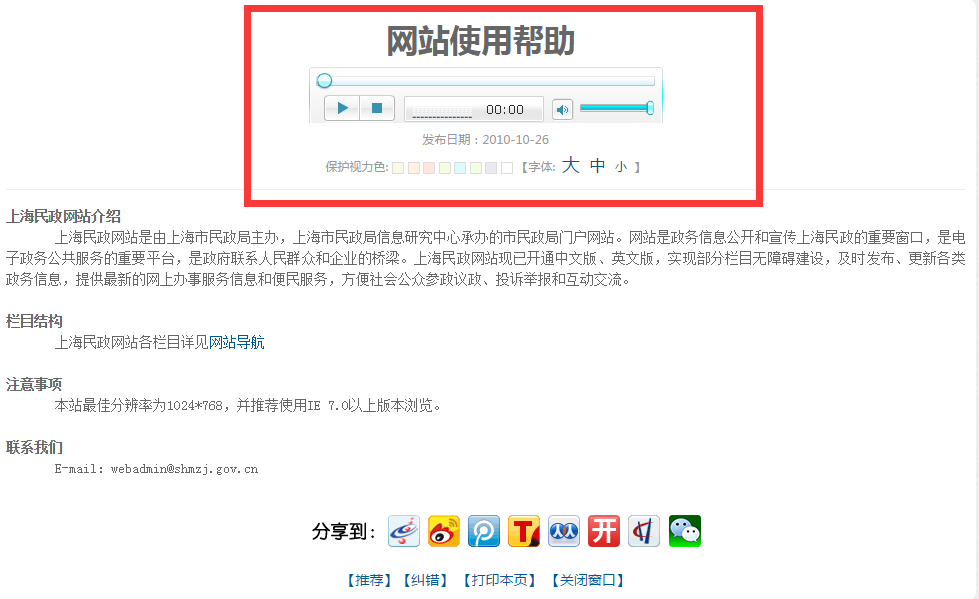 网站使用帮助
00:00
发布日期：2010-10-26
保护视力色: 【字体: 大 中 小 】
上海民政网站介绍
上海民政网站是由上海市民政局主办，上海市民政局信息研究中心承办的市民政局门户网站。网站是政务信息公开和宣传上海民政的重要窗口，是电
子政务公共服务的重要平台，是政府联系人民群众和企业的桥梁。上海民政网站现已开通中文版、英文版，实现部分栏目无障碍建设，及时发布、更新各类
政务信息，提供最新的网上办事服务信息和便民服务，方便社会公众参政议政、投诉举报和互动交流。
栏目结构
上海民政网站各栏目详见网站导航
注意事项
本站最佳分辨率为1024*768，并推荐使用IE 7.0以上版本浏览。
联系我们
E-mail: webadmin@shmzj.gov.cn
分享到： T 人人 开
【推荐】【纠错】 【打印本页】 【关闭窗口】